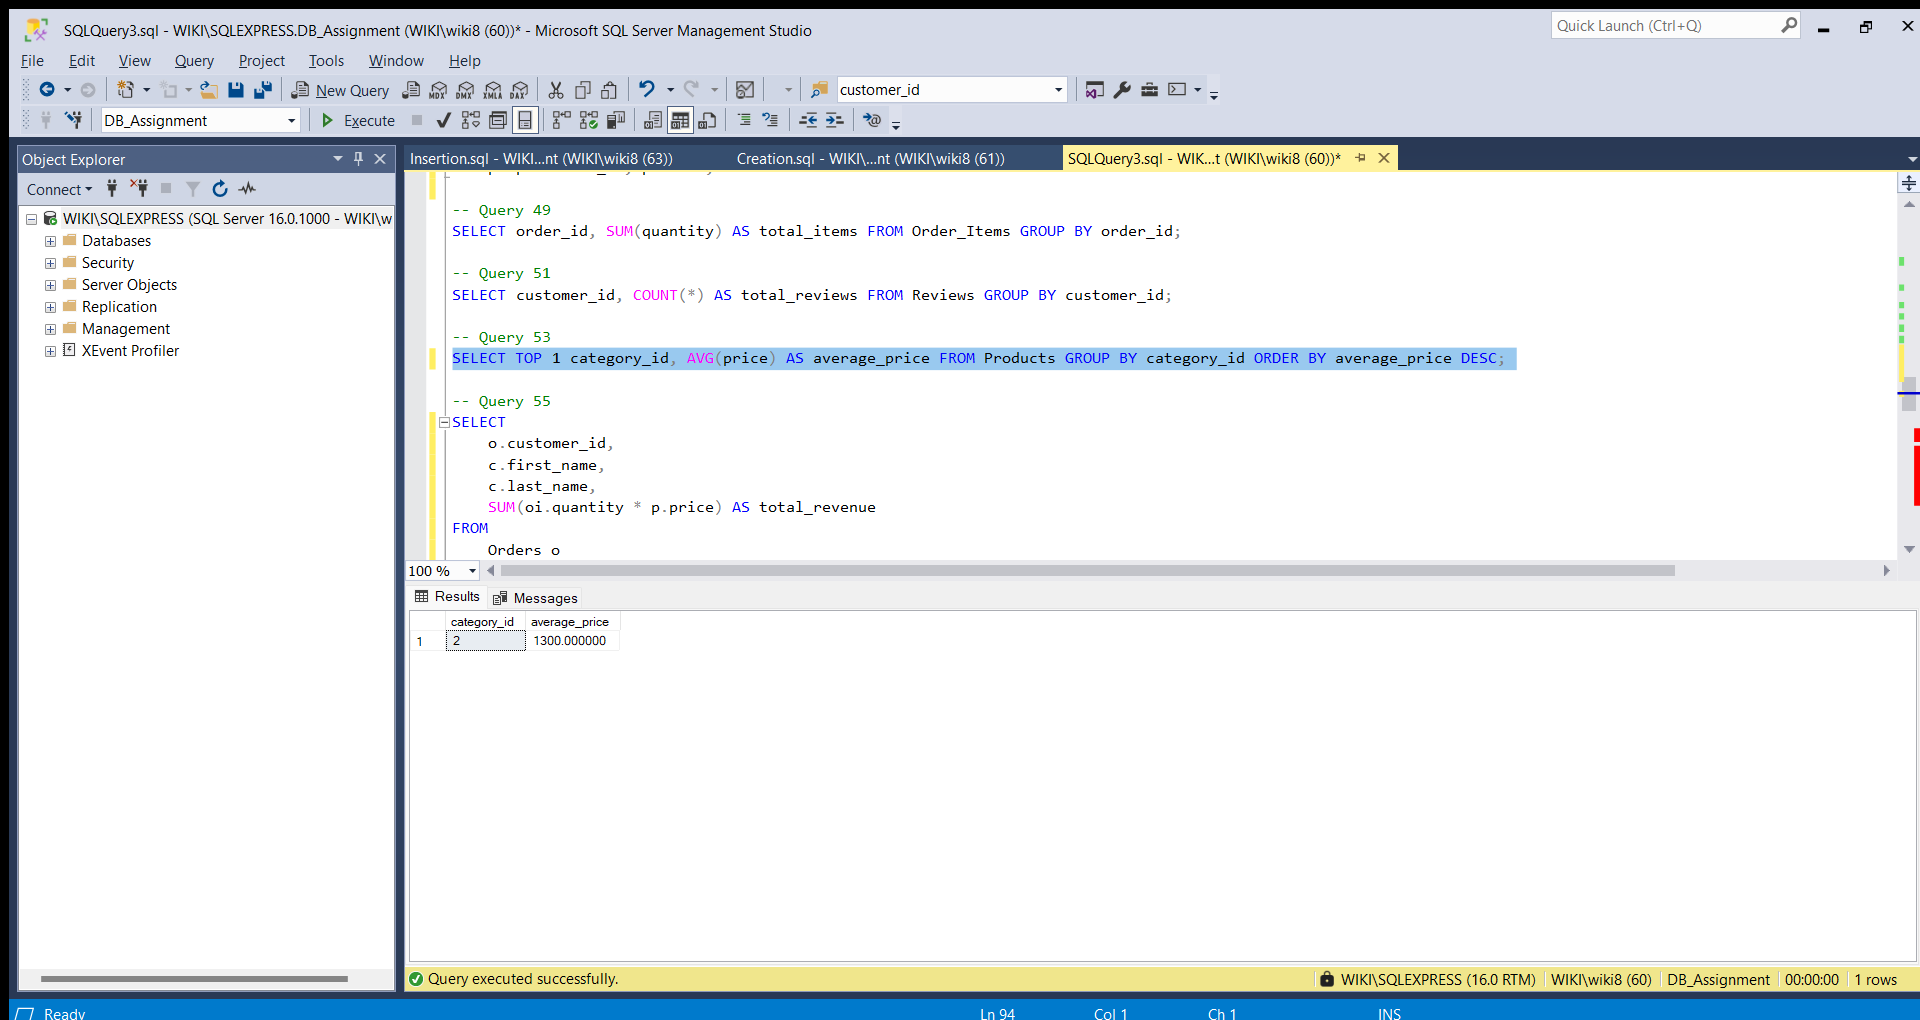 SQLQuery3.sql - WIKI\SQLEXPRESS.DB_Assignment (WIKI\wiki8 (60))* - Microsoft SQL Server Management Studio
Quick Launch (Ctrl+Q)
File Edit View Query Project Tools Window Help
New Query MDX DMX XMLA DAX customer_id
DB_Assignment Execute
Object Explorer
Connect
WIKI\SQLEXPRESS (SQL Server 16.0.1000 - WIKI\w
Databases
Security
Server Objects
Replication
Management
XEvent Profiler
Insertion.sql - WIKI...nt (WIKI\wiki8 (63)) Creation.sql - WIKI\...nt (WIKI\wiki8 (61)) SQLQuery3.sql - WIK...t (WIKI\wiki8 (60))*
-- Query 49
SELECT order_id, SUM(quantity) AS total_items FROM Order_Items GROUP BY order_id;
-- Query 51
SELECT customer_id, COUNT(*) AS total_reviews FROM Reviews GROUP BY customer_id;
-- Query 53
SELECT TOP 1 category_id, AVG(price) AS average_price FROM Products GROUP BY category_id ORDER BY average_price DESC;
-- Query 55
SELECT
o.customer_id,
c.first_name,
c.last_name,
SUM(oi.quantity * p.price) AS total_revenue
FROM
Orders o
100 %
Results Messages
category_id average_price
1 2 1300.000000
Query executed successfully.
WIKI\SQLEXPRESS (16.0 RTM) WIKI\wiki8 (60) DB_Assignment 00:00:00 1 rows
Ready Ln 94 Col 1 Ch 1 INS